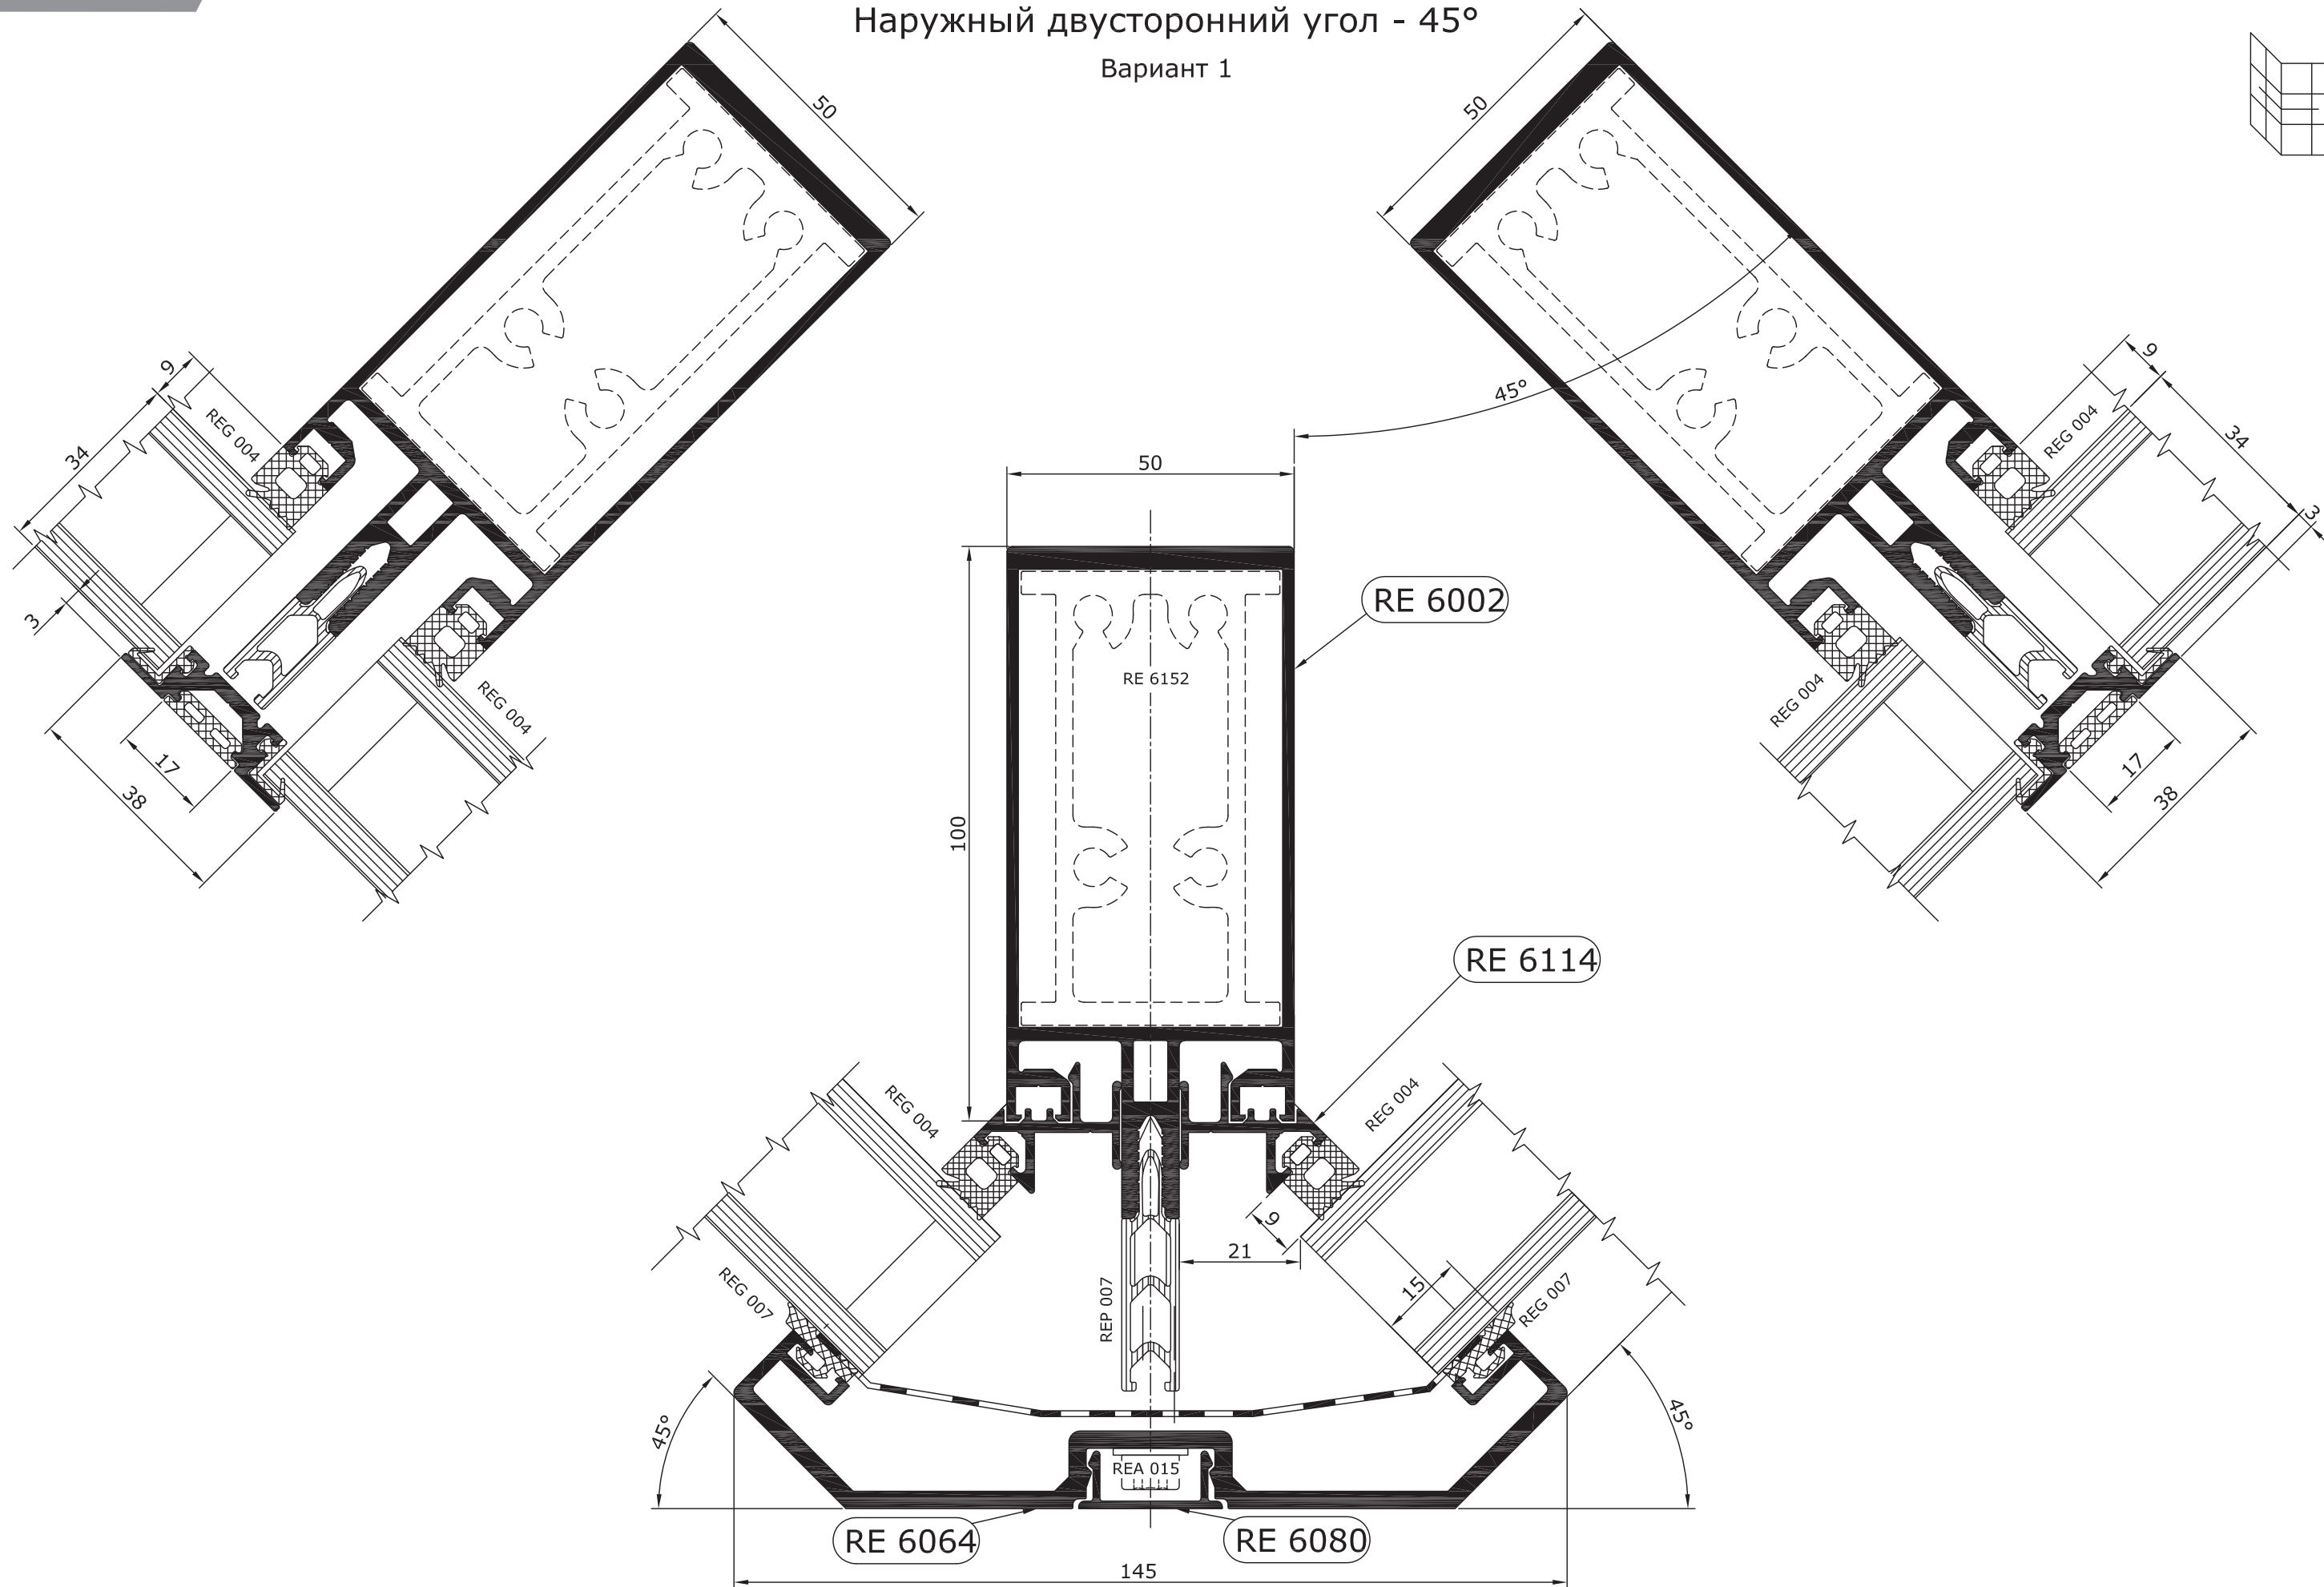 Наружный двусторонний угол - 45°
Вариант 1
50
50
9
34
REG 004
3
REG 004
17
38
9
34
REG 004
3
REG 004
17
38
45°
50
RE 6002
RE 6152
100
RE 6114
REG 004
REG 004
9
21
15
REP 007
REG 007
REG 007
45°
45°
REA 015
RE 6064
RE 6080
145